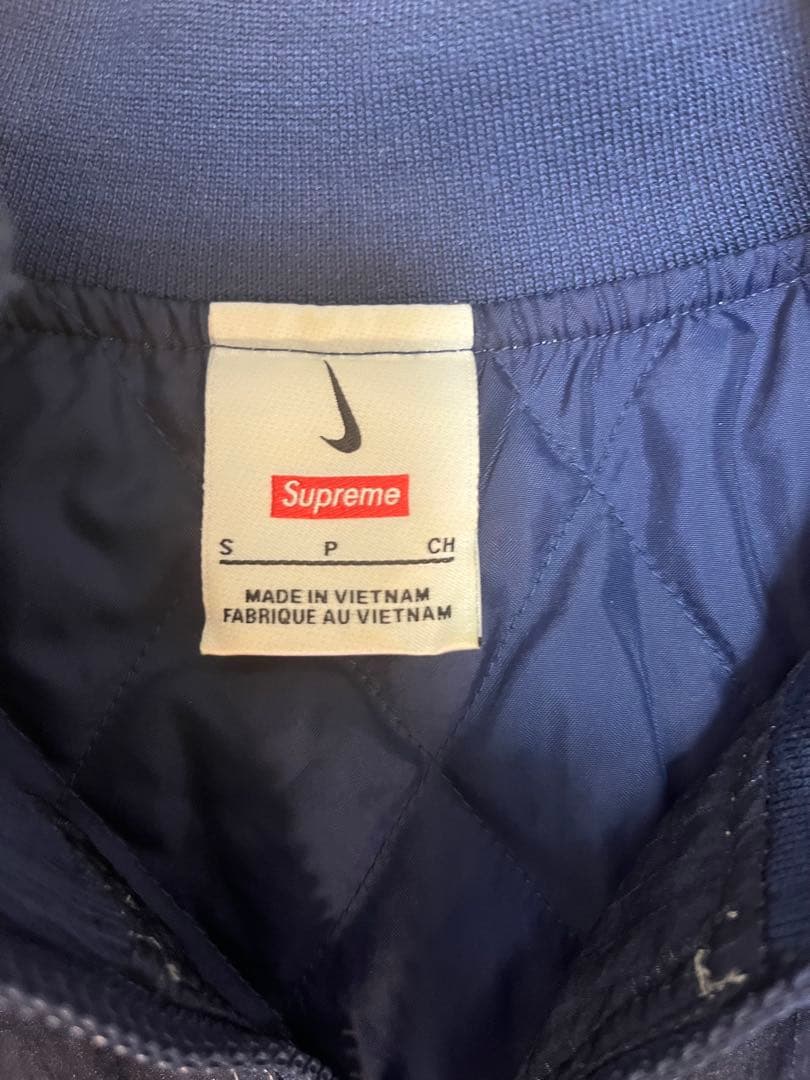 Supreme
S P CH
MADE IN VIETNAM
FABRIQUE AU VIETNAM